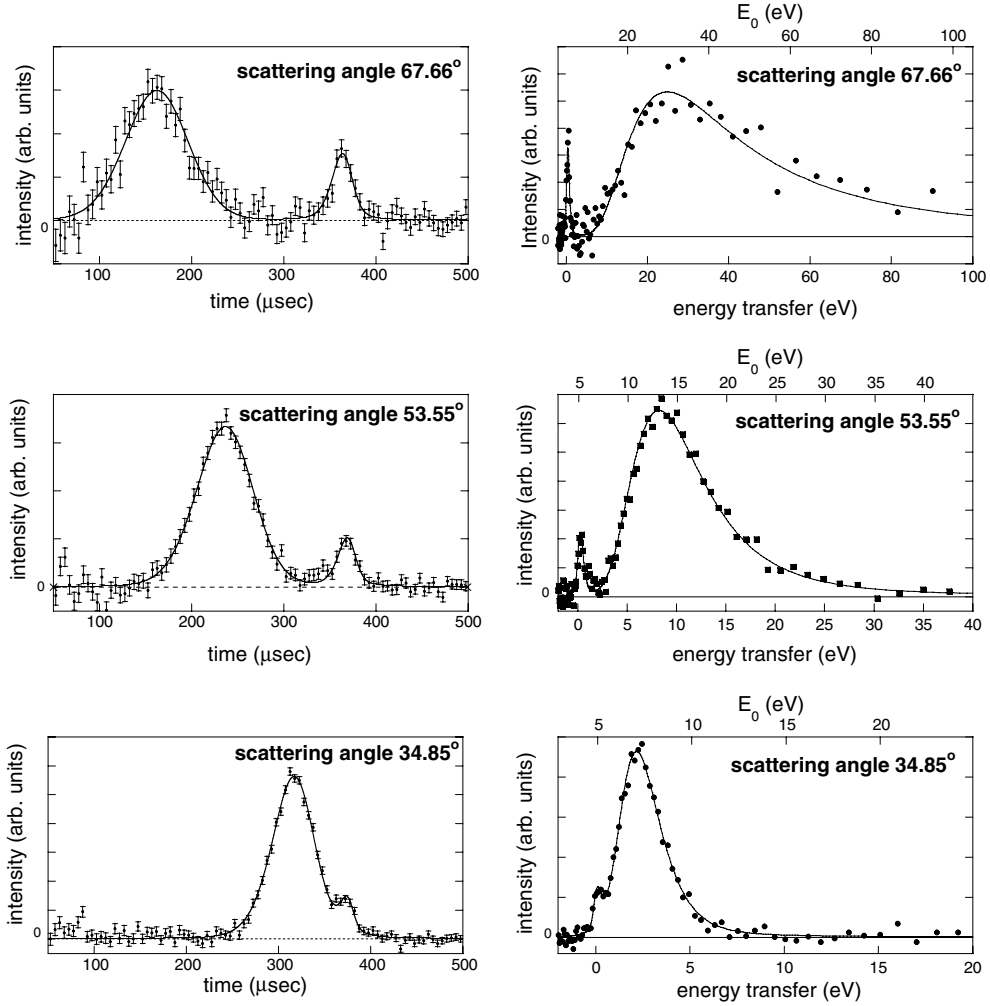 E₀ (eV)
20 40 60 80 100
scattering angle 67.66°
intensity (arb. units)
0
100 200 300 400 500
time (μsec)
scattering angle 67.66°
Intensity (arb. units)
0
0 20 40 60 80 100
energy transfer (eV)
E₀ (eV)
5 10 15 20 25 30 35 40
scattering angle 53.55°
intensity (arb. units)
0
100 200 300 400 500
time (μsec)
scattering angle 53.55°
intensity (arb. units)
0
0 5 10 15 20 25 30 35 40
energy transfer (eV)
E₀ (eV)
5 10 15 20
scattering angle 34.85°
intensity (arb. units)
0
100 200 300 400 500
time (μsec)
scattering angle 34.85°
intensity (arb. units)
0
0 5 10 15 20
energy transfer (eV)